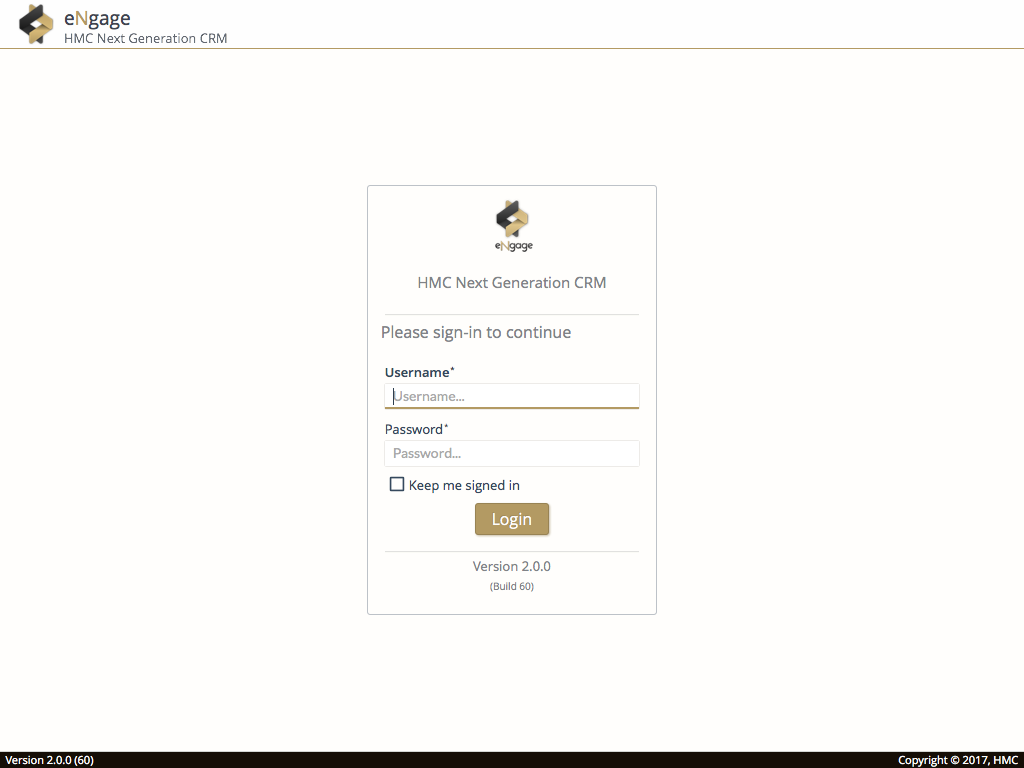 eNgage
HMC Next Generation CRM
eNgage
HMC Next Generation CRM
Please sign-in to continue
Username*
Username...
Password*
Password...
Keep me signed in
Login
Version 2.0.0
(Build 60)
Version 2.0.0 (60)
Copyright © 2017, HMC